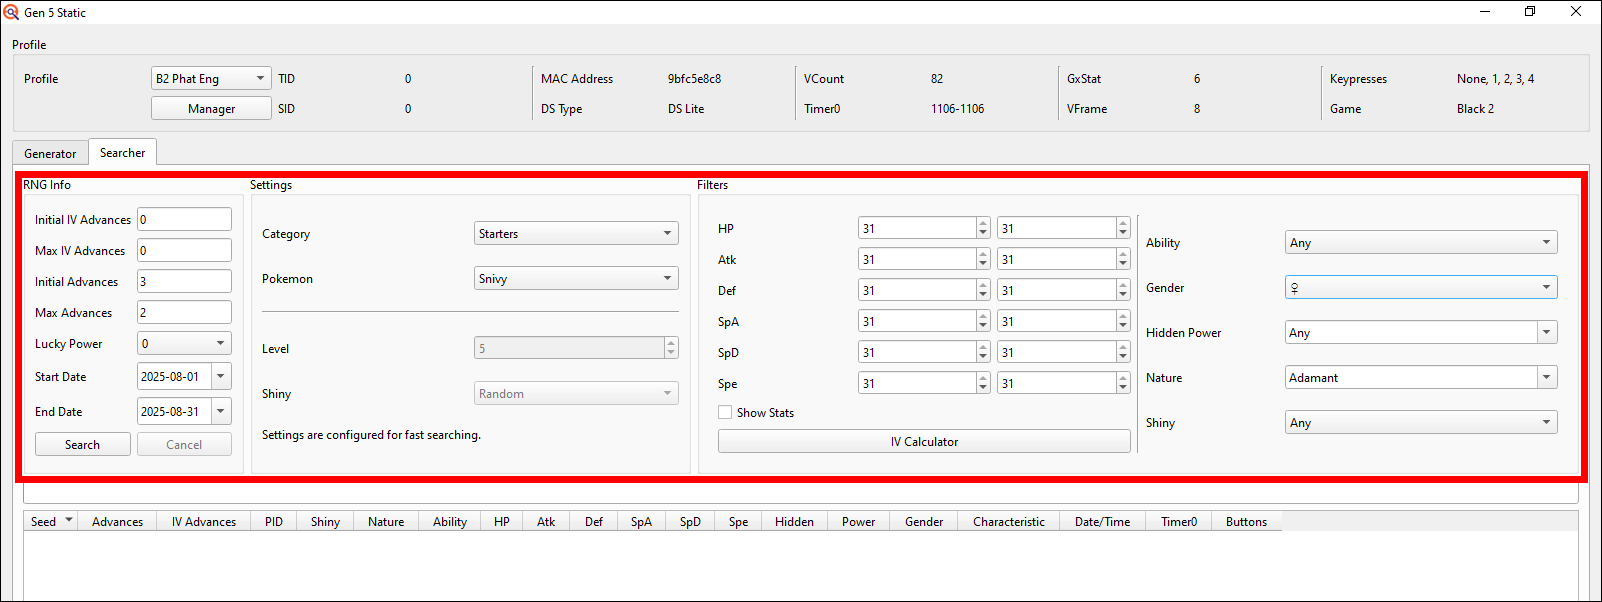 Gen 5 Static
Profile
Profile B2 Phat Eng TID 0 MAC Address 9bfc5e8c8 VCount 82 GxStat 6 Keypresses None, 1, 2, 3, 4
Manager SID 0 DS Type DS Lite Timer0 1106-1106 VFrame 8 Game Black 2
Generator Searcher
RNG Info
Initial IV Advances 0
Max IV Advances 0
Initial Advances 3
Max Advances 2
Lucky Power 0
Start Date 2025-08-01
End Date 2025-08-31
Search Cancel
Settings
Category Starters
Pokemon Snivy
Level 5
Shiny Random
Settings are configured for fast searching.
Filters
HP 31 31
Atk 31 31
Def 31 31
SpA 31 31
SpD 31 31
Spe 31 31
Show Stats
IV Calculator
Ability Any
Gender ♀
Hidden Power Any
Nature Adamant
Shiny Any
Seed Advances IV Advances PID Shiny Nature Ability HP Atk Def SpA SpD Spe Hidden Power Gender Characteristic Date/Time Timer0 Buttons